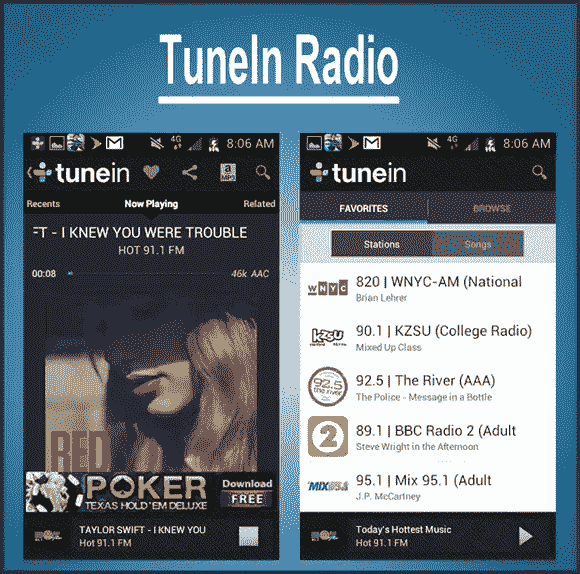 TuneIn Radio
4G 8:06 AM
tunein
a
MP3
Recents Now Playing Related
FT - I KNEW YOU WERE TROUBLE
HOT 91.1 FM
00:08 46k AAC
RED
POKER
TEXAS HOLD'EM DELUXE
Download
FREE
TAYLOR SWIFT - I KNEW YOU
Hot 91.1 FM
4G 8:06 AM
tunein
FAVORITES BROWSE
Stations Songs
WNYC
820 | WNYC-AM (National
Brian Lehrer
kzsu
90.1 | KZSU (College Radio)
Mixed Up Class
92.5
the river
92.5 | The River (AAA)
The Police - Message in a Bottle
2
89.1 | BBC Radio 2 (Adult
Steve Wright in the Afternoon
MIX95.1
95.1 | Mix 95.1 (Adult
J.P. McCartney
Today's Hottest Music
Hot 91.1 FM